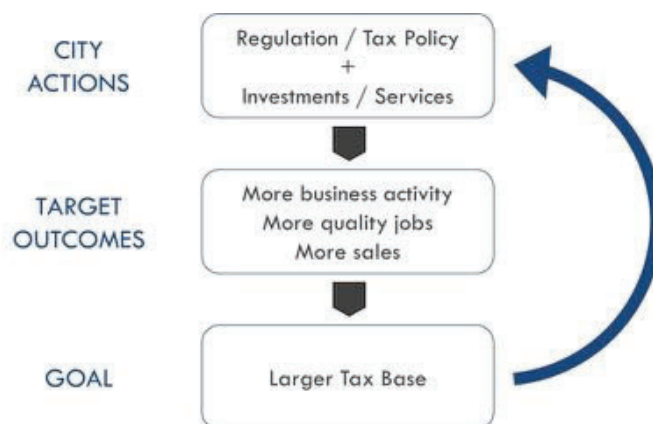 CITY
ACTIONS
Regulation / Tax Policy
+
Investments / Services
TARGET
OUTCOMES
More business activity
More quality jobs
More sales
GOAL
Larger Tax Base